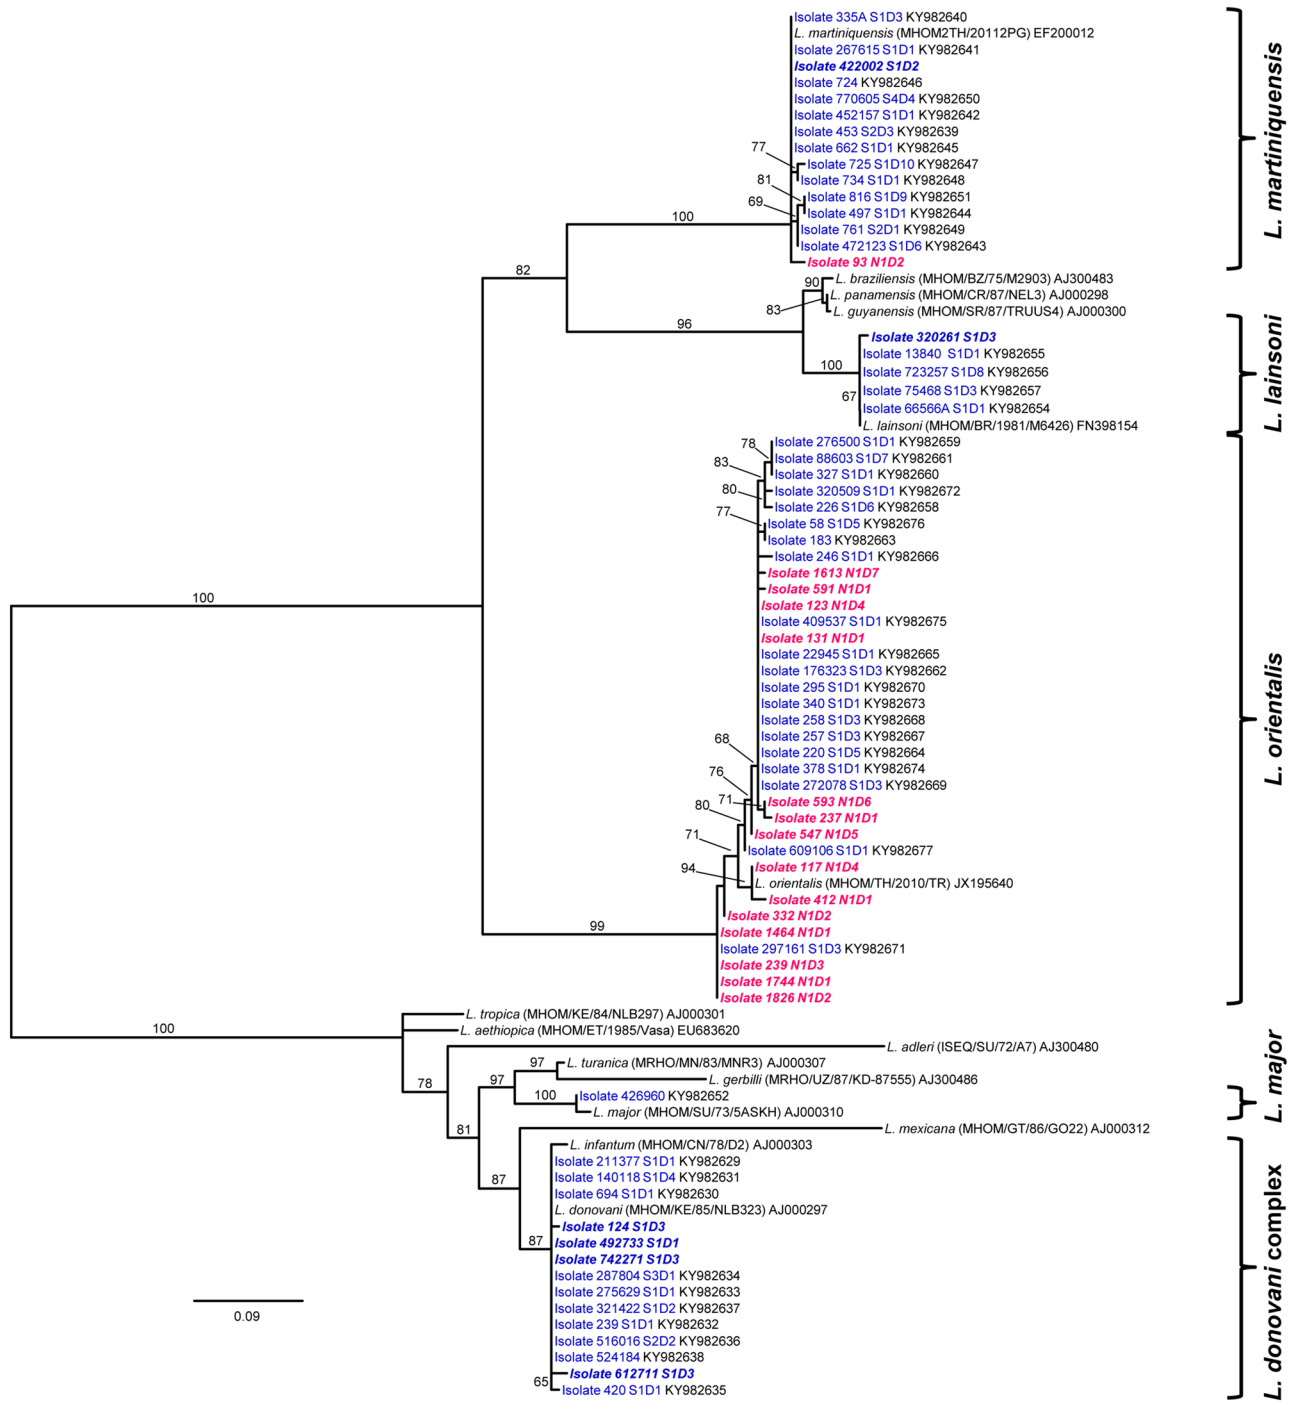 Isolate 335A S1D3 KY982640
L. martiniquensis (MHOM2TH/20112PG) EF200012
Isolate 267615 S1D1 KY982641
Isolate 422002 S1D2
Isolate 724 KY982646
Isolate 770605 S4D4 KY982650
Isolate 452157 S1D1 KY982642
Isolate 453 S2D3 KY982639
Isolate 662 S1D1 KY982645
77
Isolate 725 S1D10 KY982647
Isolate 734 S1D1 KY982648
81
Isolate 816 S1D9 KY982651
69
Isolate 497 S1D1 KY982644
100
Isolate 761 S2D1 KY982649
Isolate 472123 S1D6 KY982643
Isolate 93 N1D2
L. martiniquensis
82
L. braziliensis (MHOM/BZ/75/M2903) AJ300483
90
L. panamensis (MHOM/CR/87/NEL3) AJ000298
83
L. guyanensis (MHOM/SR/87/TRUUS4) AJ000300
96
Isolate 320261 S1D3
Isolate 13840 S1D1 KY982655
100
Isolate 723257 S1D8 KY982656
Isolate 75468 S1D3 KY982657
67
Isolate 66566A S1D1 KY982654
L. lainsoni (MHOM/BR/1981/M6426) FN398154
L. lainsoni
78
Isolate 276500 S1D1 KY982659
83
Isolate 88603 S1D7 KY982661
Isolate 327 S1D1 KY982660
80
Isolate 320509 S1D1 KY982672
Isolate 226 S1D6 KY982658
77
Isolate 58 S1D5 KY982676
Isolate 183 KY982663
Isolate 246 S1D1 KY982666
Isolate 1613 N1D7
Isolate 591 N1D1
100
Isolate 123 N1D4
Isolate 409537 S1D1 KY982675
Isolate 131 N1D1
Isolate 22945 S1D1 KY982665
Isolate 176323 S1D3 KY982662
Isolate 295 S1D1 KY982670
Isolate 340 S1D1 KY982673
Isolate 258 S1D3 KY982668
Isolate 257 S1D3 KY982667
68
Isolate 220 S1D5 KY982664
76
Isolate 378 S1D1 KY982674
Isolate 272078 S1D3 KY982669
71
Isolate 593 N1D6
80
Isolate 237 N1D1
71
Isolate 547 N1D5
Isolate 609106 S1D1 KY982677
94
Isolate 117 N1D4
L. orientalis (MHOM/TH/2010/TR) JX195640
Isolate 412 N1D1
Isolate 332 N1D2
99
Isolate 1464 N1D1
Isolate 297161 S1D3 KY982671
Isolate 239 N1D3
Isolate 1744 N1D1
Isolate 1826 N1D2
L. orientalis
100
L. tropica (MHOM/KE/84/NLB297) AJ000301
L. aethiopica (MHOM/ET/1985/Vasa) EU683620
L. adleri (ISEQ/SU/72/A7) AJ300480
97
L. turanica (MRHO/MN/83/MNR3) AJ000307
78
97
L. gerbilli (MRHO/UZ/87/KD-87555) AJ300486
100
Isolate 426960 KY982652
L. major (MHOM/SU/73/5ASKH) AJ000310
L. major
81
L. mexicana (MHOM/GT/86/GO22) AJ000312
L. infantum (MHOM/CN/78/D2) AJ000303
Isolate 211377 S1D1 KY982629
87
Isolate 140118 S1D4 KY982631
Isolate 694 S1D1 KY982630
L. donovani (MHOM/KE/85/NLB323) AJ000297
Isolate 124 S1D3
87
Isolate 492733 S1D1
Isolate 742271 S1D3
Isolate 287804 S3D1 KY982634
Isolate 275629 S1D1 KY982633
Isolate 321422 S1D2 KY982637
Isolate 239 S1D1 KY982632
Isolate 516016 S2D2 KY982636
Isolate 524184 KY982638
Isolate 612711 S1D3
65
Isolate 420 S1D1 KY982635
L. donovani complex
0.09